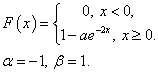 F(x) = { 0, x < 0,
1 − ae^{−2x}, x ≥ 0.
α = −1, β = 1.